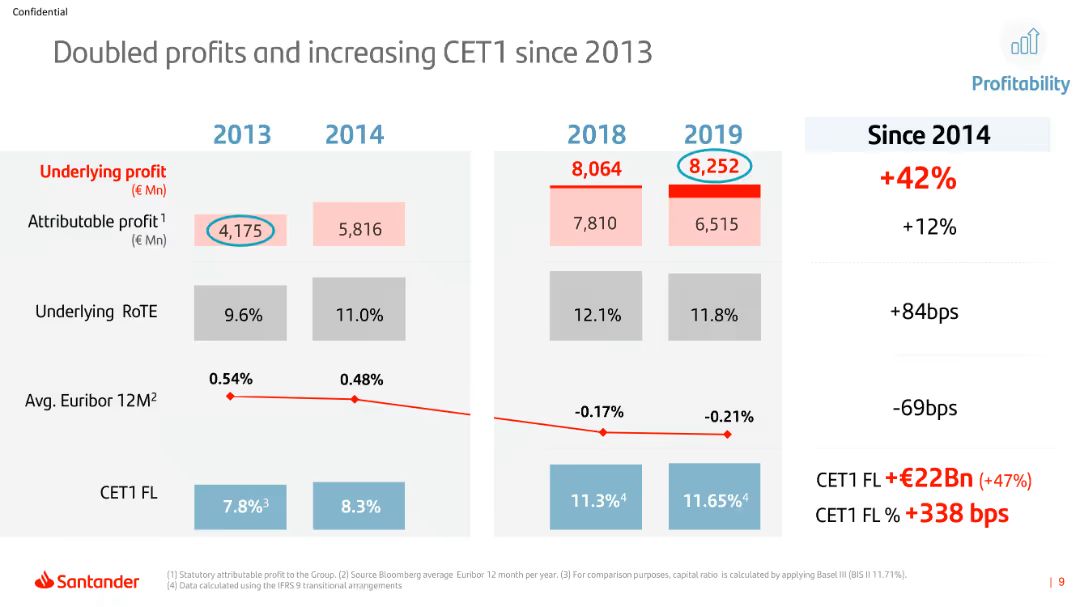 Confidential
Doubled profits and increasing CET1 since 2013
Profitability
2013 2014 2018 2019 Since 2014
Underlying profit (€ Mn) 8,064 8,252 +42%
Attributable profit¹ (€ Mn) 4,175 5,816 7,810 6,515 +12%
Underlying RoTE 9.6% 11.0% 12.1% 11.8% +84bps
0.54% 0.48%
Avg. Euribor 12M² -0.17% -0.21% -69bps
CET1 FL 7.8%³ 8.3% 11.3%⁴ 11.65%⁴
CET1 FL +€22Bn (+47%)
CET1 FL % +338 bps
Santander
(1) Statutory attributable profit to the Group. (2) Source Bloomberg average Euribor 12 month per year. (3) For comparison purposes, capital ratio is calculated by applying Basel III (BIS II 11.71%).
(4) Data calculated using the IFRS 9 transitional arrangements
| 9